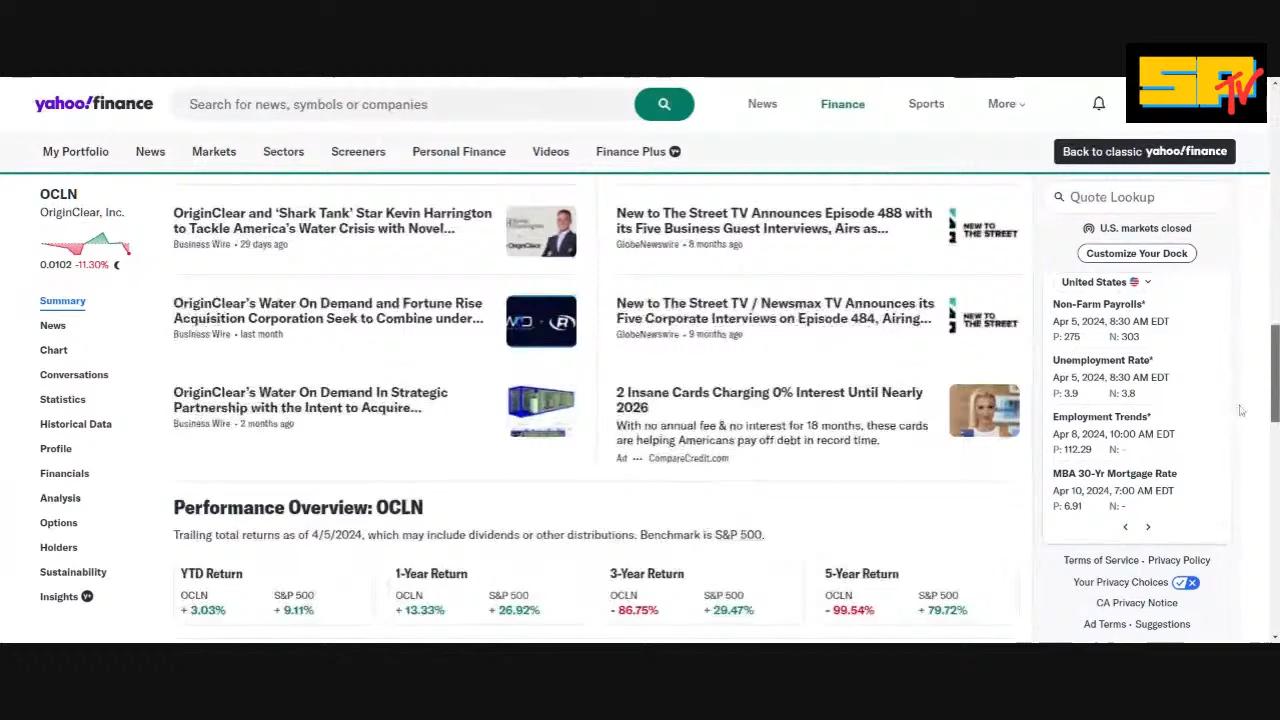 SP TV
yahoo!finance
Search for news, symbols or companies
News
Finance
Sports
More
My Portfolio
News
Markets
Sectors
Screeners
Personal Finance
Videos
Finance Plus
Back to classic yahoo!finance
OCLN
OriginClear, Inc.
0.0102 -11.30%
Summary
News
Chart
Conversations
Statistics
Historical Data
Profile
Financials
Analysis
Options
Holders
Sustainability
Insights
OriginClear and ‘Shark Tank’ Star Kevin Harrington
to Tackle America’s Water Crisis with Novel...
Business Wire • 29 days ago
OriginClear’s Water On Demand and Fortune Rise
Acquisition Corporation Seek to Combine under...
Business Wire • last month
OriginClear’s Water On Demand In Strategic
Partnership with the Intent to Acquire...
Business Wire • 2 months ago
New to The Street TV Announces Episode 488 with
its Five Business Guest Interviews, Airs as...
GlobeNewswire • 8 months ago
NEW TO
THE STREET
New to The Street TV / Newsmax TV Announces its
Five Corporate Interviews on Episode 484, Airing...
GlobeNewswire • 9 months ago
NEW TO
THE STREET
2 Insane Cards Charging 0% Interest Until Nearly
2026
With no annual fee & no interest for 18 months, these cards
are helping Americans pay off debt in record time.
Ad ••• CompareCredit.com
Performance Overview: OCLN
Trailing total returns as of 4/5/2024, which may include dividends or other distributions. Benchmark is S&P 500.
YTD Return
OCLN S&P 500
+ 3.03% + 9.11%
1-Year Return
OCLN S&P 500
+ 13.33% + 26.92%
3-Year Return
OCLN S&P 500
- 86.75% + 29.47%
5-Year Return
OCLN S&P 500
- 99.54% + 79.72%
Quote Lookup
U.S. markets closed
Customize Your Dock
United States
Non-Farm Payrolls*
Apr 5, 2024, 8:30 AM EDT
P: 275 N: 303
Unemployment Rate*
Apr 5, 2024, 8:30 AM EDT
P: 3.9 N: 3.8
Employment Trends*
Apr 8, 2024, 10:00 AM EDT
P: 112.29 N: -
MBA 30-Yr Mortgage Rate
Apr 10, 2024, 7:00 AM EDT
P: 6.91 N: -
Terms of Service • Privacy Policy
Your Privacy Choices
CA Privacy Notice
Ad Terms • Suggestions